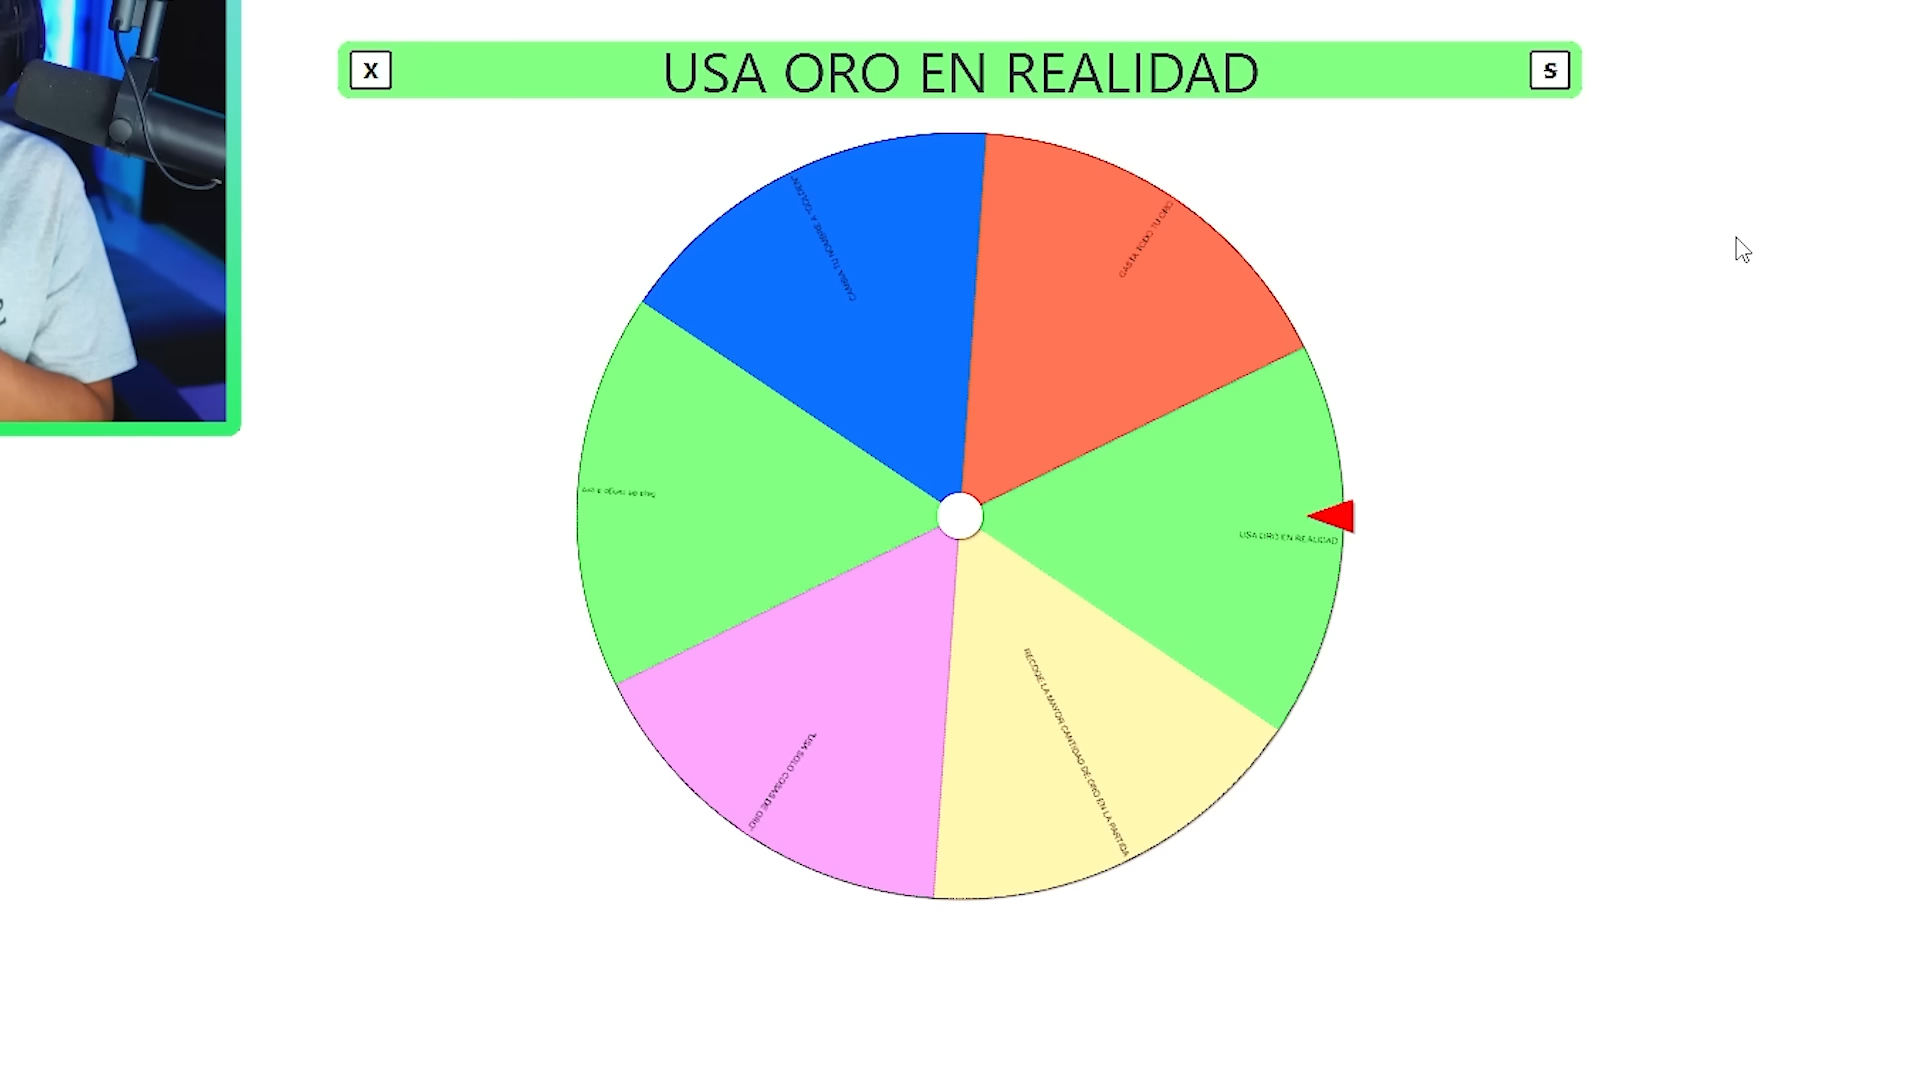 X
USA ORO EN REALIDAD
S
CAMBIA TU NOMBRE A "GOLDEN"
GASTA TODO TU ORO
USA ORO EN REALIDAD
RECOGE LA MAYOR CANTIDAD DE ORO EN LA PARTIDA
"USA SOLO COSAS DE ORO"